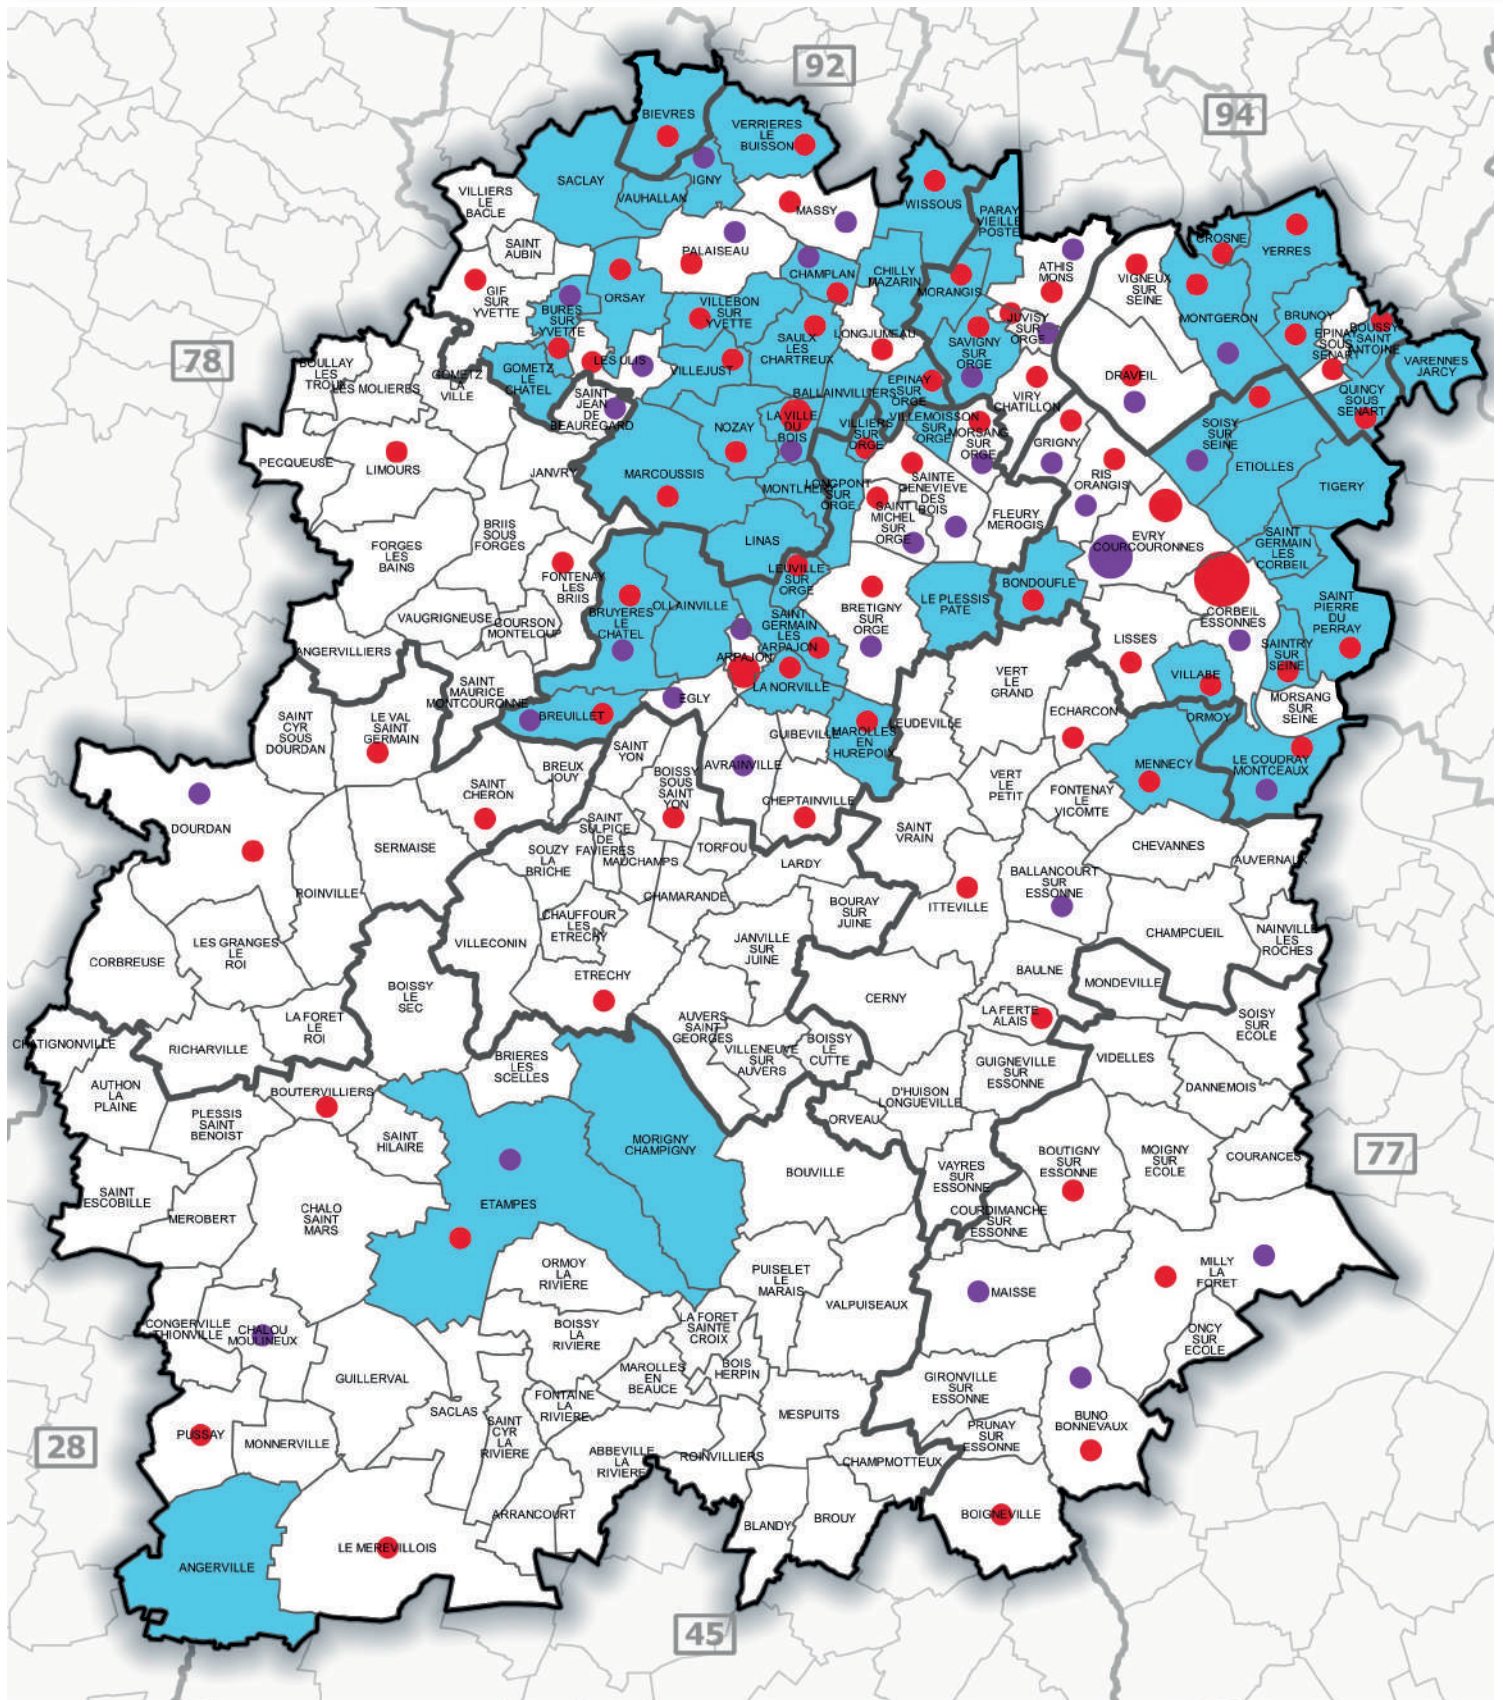 92
94
BIEVRES
VERRIERES
LE
BUISSON
SACLAY
IGNY
VAUHALLAN
VILLIERS
LE
BACLE
MASSY
WISSOUS
PARAY
VIEILLE
POSTE
SAINT
AUBIN
PALAISEAU
CROSNE
YERRES
ATHIS
MONS
CHAMPLAN
CHILLY
MAZARIN
MORANGIS
VIGNEUX
SUR
SEINE
GIF
SUR
YVETTE
ORSAY
BURES
SUR
YVETTE
VILLEBON
SUR
YVETTE
MONTGERON
BRUNOY
JUVISY
SUR
ORGE
SAULX
LES
CHARTREUX
LONGJUMEAU
SAVIGNY
SUR
ORGE
EPINAY
SOUS
SENART
BOUSSY
SAINT
ANTOINE
VARENNES
JARCY
78
BOULLAY
LES
TROUX
LES MOLIERES
GOMETZ
LA
VILLE
GOMETZ
LE
CHATEL
LES ULIS
VILLEJUST
DRAVEIL
QUINCY
SOUS
SENART
BALLAINVILLIERS
EPINAY
SUR
ORGE
VIRY
CHATILLON
SAINT
JEAN
DE
BEAUREGARD
LA VILLE
DU
BOIS
VILLIERS
SUR
ORGE
VILLEMOISSON
SUR
ORGE
MORSANG
SUR
ORGE
NOZAY
GRIGNY
SOISY
SUR
SEINE
PECQUEUSE
LIMOURS
JANVRY
MARCOUSSIS
MONTLHERY
LONGPONT
SUR
ORGE
SAINTE
GENEVIEVE
DES
BOIS
RIS
ORANGIS
ETIOLLES
TIGERY
SAINT
MICHEL
SUR
ORGE
FLEURY
MEROGIS
BRIIS
SOUS
FORGES
LINAS
EVRY
COURCOURONNES
SAINT
GERMAIN
LES
CORBEIL
FORGES
LES
BAINS
FONTENAY
LES
BRIIS
LEUVILLE
SUR
ORGE
BONDOUFLE
BRUYERES
LE
CHATEL
OLLAINVILLE
LE PLESSIS
PATE
BRETIGNY
SUR
ORGE
SAINT
PIERRE
DU
PERRAY
CORBEIL
ESSONNES
VAUGRIGNEUSE
COURSON
MONTELOUP
SAINT
GERMAIN
LES
ARPAJON
LISSES
SAINTRY
SUR
SEINE
ANGERVILLIERS
ARPAJON
LA NORVILLE
VERT
LE
GRAND
VILLABE
SAINT
MAURICE
MONTCOURONNE
EGLY
MORSANG
SUR
SEINE
SAINT
CYR
SOUS
DOURDAN
LE VAL
SAINT
GERMAIN
BREUILLET
ECHARCON
ORMOY
LEUDEVILLE
GUIBEVILLE
MAROLLES
EN
HUREPOIX
SAINT
YON
BREUX
JOUY
AVRAINVILLE
MENNECY
LE COUDRAY
MONTCEAUX
BOISSY
SOUS
SAINT
YON
VERT
LE
PETIT
SAINT
CHERON
CHEPTAINVILLE
FONTENAY
LE
VICOMTE
DOURDAN
SAINT
SULPICE
DE
FAVIERES
SAINT
VRAIN
SERMAISE
SOUZY
LA
BRICHE
MAUCHAMPS
TORFOU
LARDY
CHEVANNES
AUVERNAUX
BALLANCOURT
SUR
ESSONNE
ROINVILLE
CHAMARANDE
BOURAY
SUR
JUINE
ITTEVILLE
CHAUFFOUR
LES
ETRECHY
LES GRANGES
LE
ROI
VILLECONIN
JANVILLE
SUR
JUINE
CHAMPCUEIL
NAINVILLE
LES
ROCHES
CORBREUSE
ETRECHY
BAULNE
BOISSY
LE
SEC
CERNY
MONDEVILLE
LA FORET
LE
ROI
AUVERS
SAINT
GEORGES
LA FERTE
ALAIS
SOISY
SUR
ECOLE
CHATIGNONVILLE
RICHARVILLE
BOISSY
LE
CUTTE
VILLENEUVE
SUR
AUVERS
VIDELLES
BRIERES
LES
SCELLES
GUIGNEVILLE
SUR
ESSONNE
AUTHON
LA
PLAINE
BOUTERVILLIERS
D'HUISON
LONGUEVILLE
DANNEMOIS
PLESSIS
SAINT
BENOIST
ORVEAU
SAINT
HILAIRE
MORIGNY
CHAMPIGNY
77
BOUVILLE
VAYRES
SUR
ESSONNE
BOUTIGNY
SUR
ESSONNE
MOIGNY
SUR
ECOLE
COURANCES
SAINT
ESCOBILLE
ETAMPES
MEROBERT
CHALO
SAINT
MARS
COURDIMANCHE
SUR
ESSONNE
ORMOY
LA
RIVIERE
PUISELET
LE
MARAIS
MILLY
LA
FORET
MAISSE
VALPUISEAUX
CONGERVILLE
THIONVILLE
CHALOU
MOULINEUX
BOISSY
LA
RIVIERE
LA FORET
SAINTE
CROIX
ONCY
SUR
ECOLE
GUILLERVAL
MAROLLES
EN
BEAUCE
BOIS
HERPIN
GIRONVILLE
SUR
ESSONNE
SACLAS
FONTAINE
LA
RIVIERE
MESPUITS
BUNO
BONNEVAUX
28
PUSSAY
MONNERVILLE
SAINT
CYR
LA
RIVIERE
PRUNAY
SUR
ESSONNE
ABBEVILLE
LA
RIVIERE
ROINVILLIERS
CHAMPMOTTEUX
ARRANCOURT
BLANDY
BROUY
BOIGNEVILLE
LE MEREVILLOIS
ANGERVILLE
45